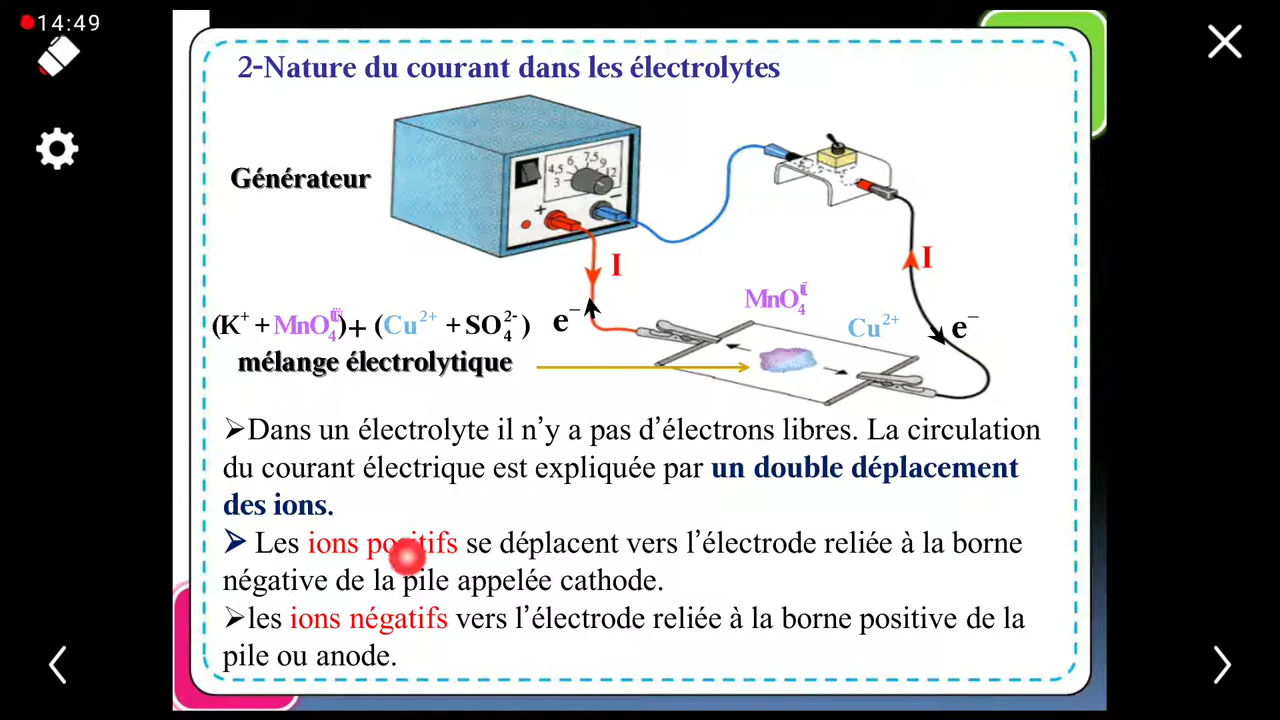 14:49
2-Nature du courant dans les électrolytes
Générateur
4,5 6 7,5 9
3 12
+ −
I
I
MnO₄
(K⁺ + MnO₄) + (Cu²⁺ + SO₄²⁻) e⁻
Cu²⁺ e⁻
mélange électrolytique
➢Dans un électrolyte il n’y a pas d’électrons libres. La circulation
du courant électrique est expliquée par un double déplacement
des ions.
➢ Les ions positifs se déplacent vers l’électrode reliée à la borne
négative de la pile appelée cathode.
➢les ions négatifs vers l’électrode reliée à la borne positive de la
pile ou anode.